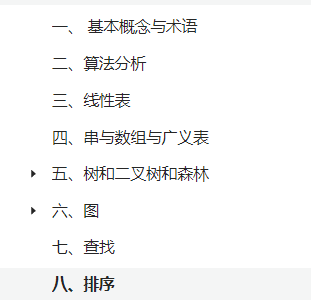 一、 基本概念与术语
二、算法分析
三、线性表
四、串与数组与广义表
五、树和二叉树和森林
六、图
七、查找
八、排序